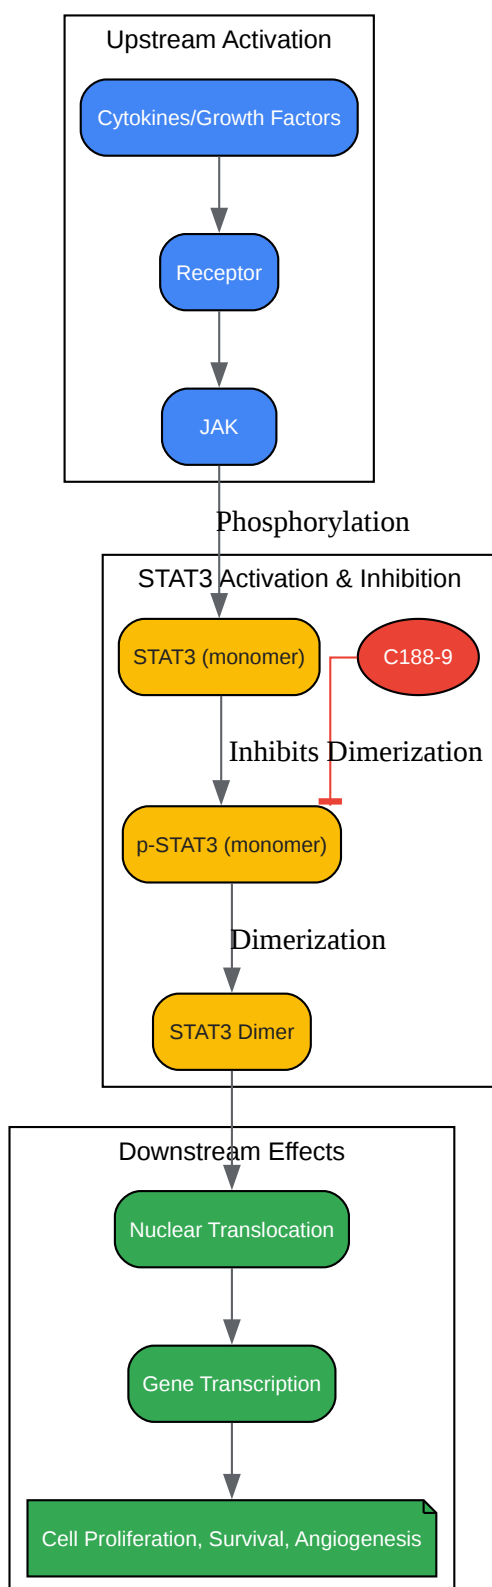 Upstream Activation
Cytokines/Growth Factors
Receptor
JAK
Phosphorylation
STAT3 Activation & Inhibition
STAT3 (monomer)
C188-9
Inhibits Dimerization
p-STAT3 (monomer)
Dimerization
STAT3 Dimer
Downstream Effects
Nuclear Translocation
Gene Transcription
Cell Proliferation, Survival, Angiogenesis